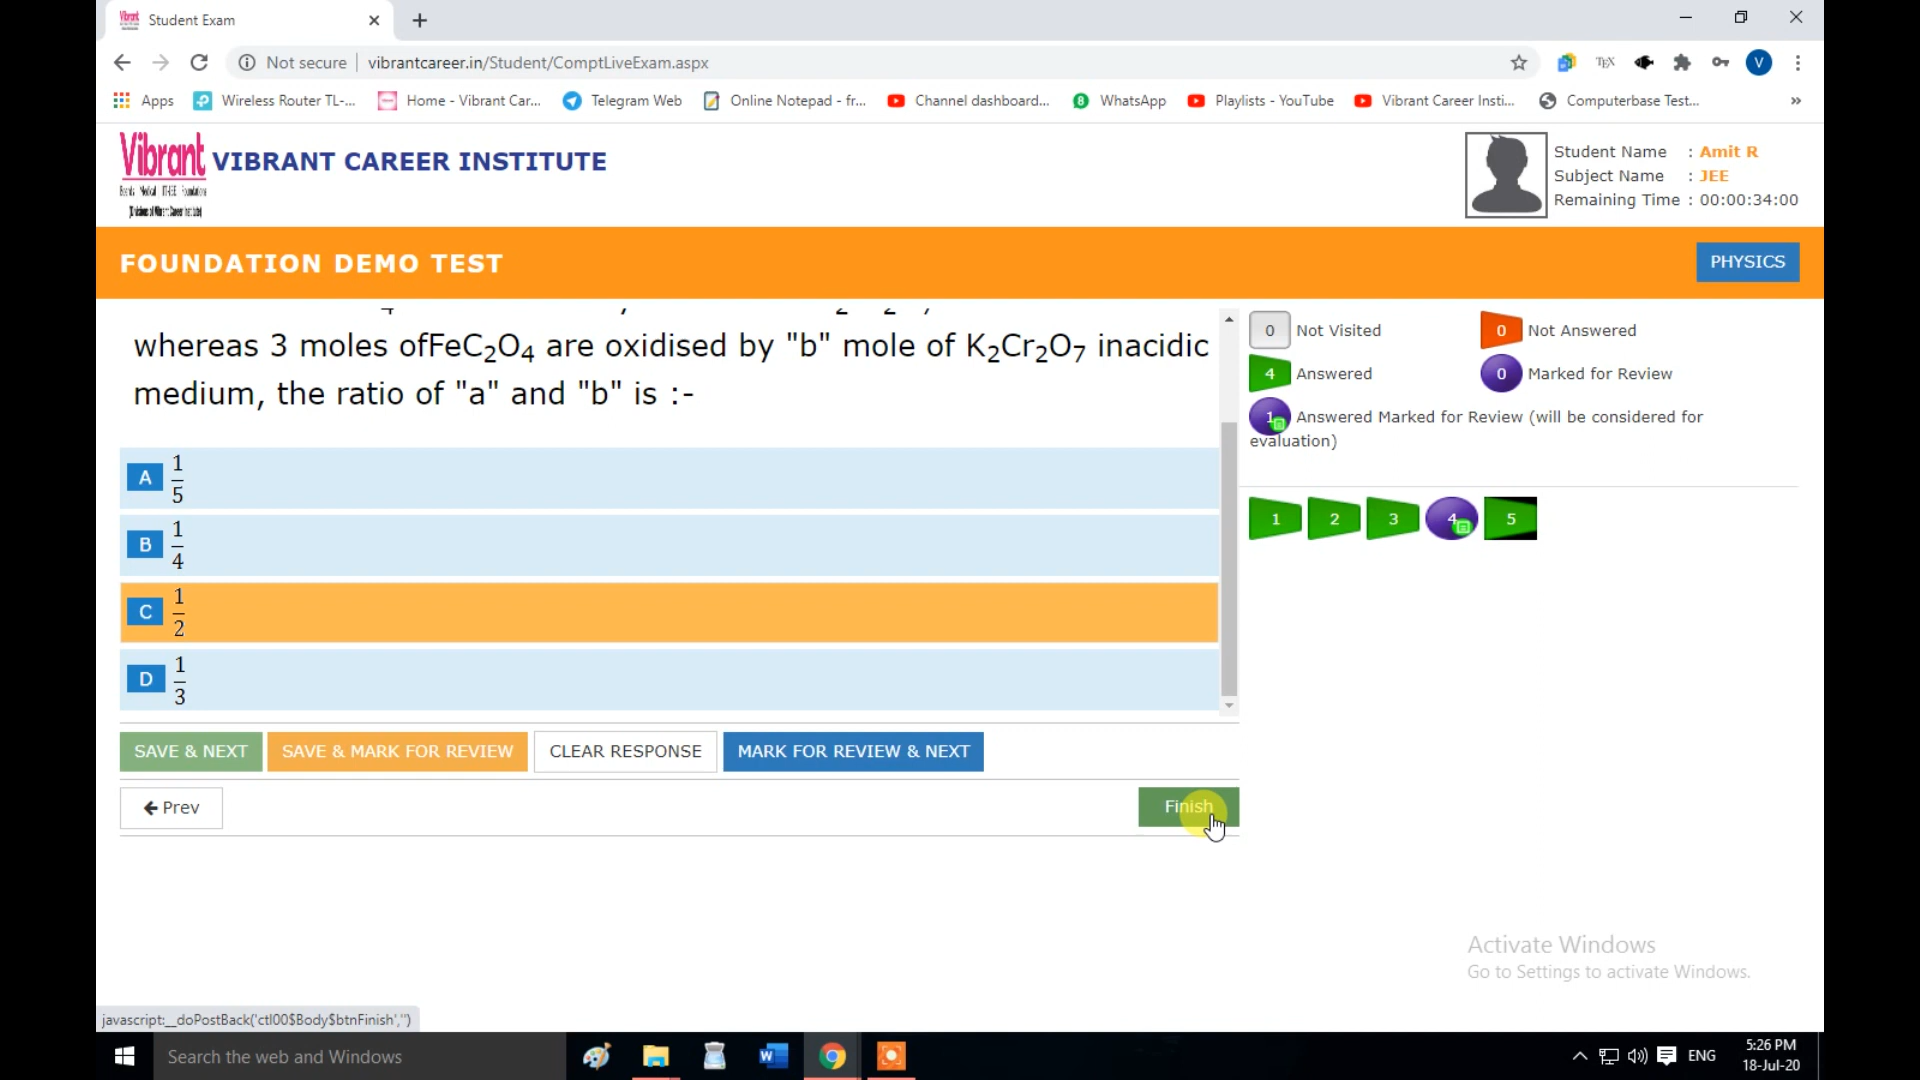 Student Exam
Not secure
vibrantcareer.in/Student/ComptLiveExam.aspx
Apps
Wireless Router TL-...
Home - Vibrant Car...
Telegram Web
Online Notepad - fr...
Channel dashboard...
WhatsApp
Playlists - YouTube
Vibrant Career Insti...
Computerbase Test...
Vibrant
VIBRANT CAREER INSTITUTE
Student Name : Amit R
Subject Name : JEE
Remaining Time : 00:00:34:00
FOUNDATION DEMO TEST
PHYSICS
whereas 3 moles ofFeC₂O₄ are oxidised by "b" mole of K₂Cr₂O₇ inacidic
medium, the ratio of "a" and "b" is :-
A 1/5
B 1/4
C 1/2
D 1/3
SAVE & NEXT
SAVE & MARK FOR REVIEW
CLEAR RESPONSE
MARK FOR REVIEW & NEXT
Prev
Finish
0 Not Visited
0 Not Answered
4 Answered
0 Marked for Review
1 Answered Marked for Review (will be considered for
evaluation)
1 2 3 4 5
Activate Windows
Go to Settings to activate Windows.
javascript:__doPostBack('ctl00$Body$btnFinish','')
Search the web and Windows
ENG
5:26 PM
18-Jul-20